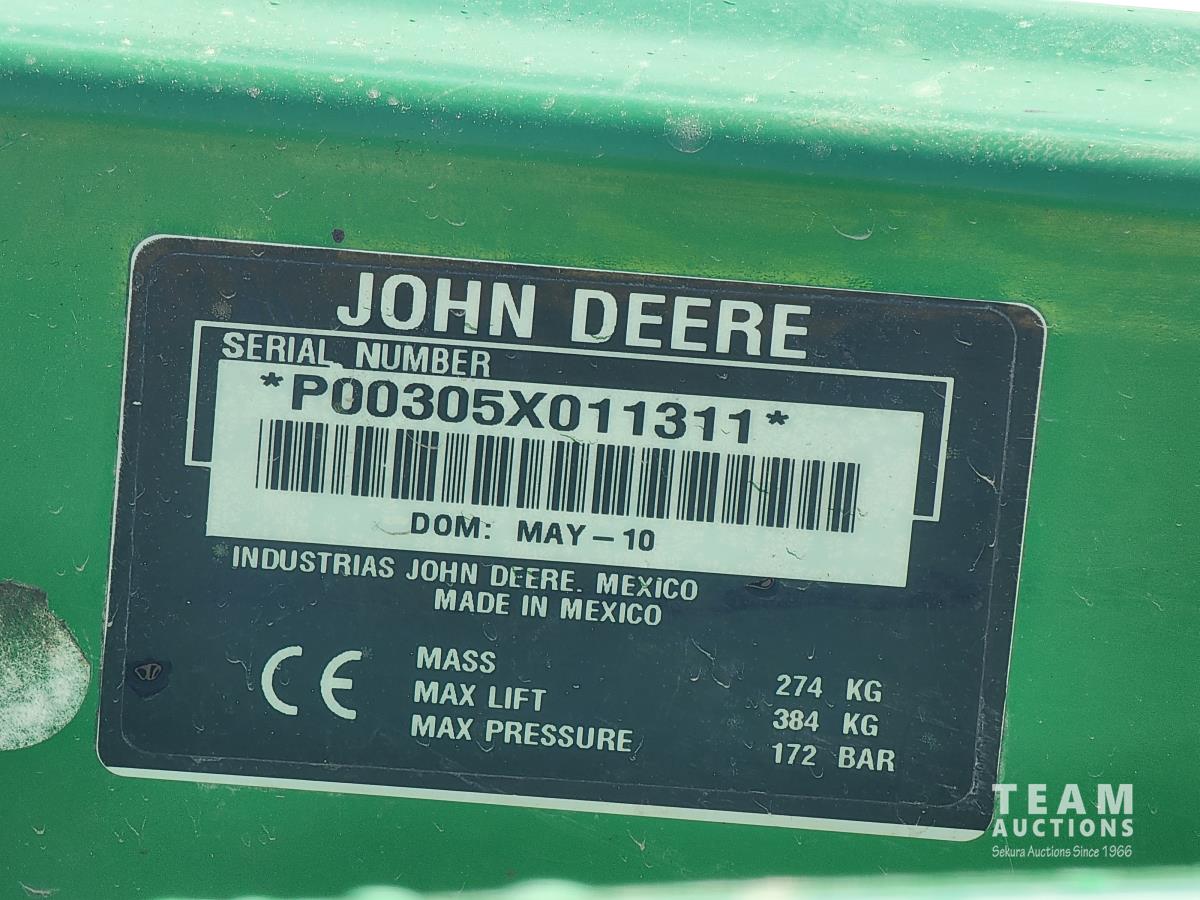 JOHN DEERE
SERIAL NUMBER
*P00305X011311*
DOM: MAY-10
INDUSTRIAS JOHN DEERE. MEXICO
MADE IN MEXICO
CE
MASS 274 KG
MAX LIFT 384 KG
MAX PRESSURE 172 BAR
TEAM
AUCTIONS
Sekura Auctions Since 1966